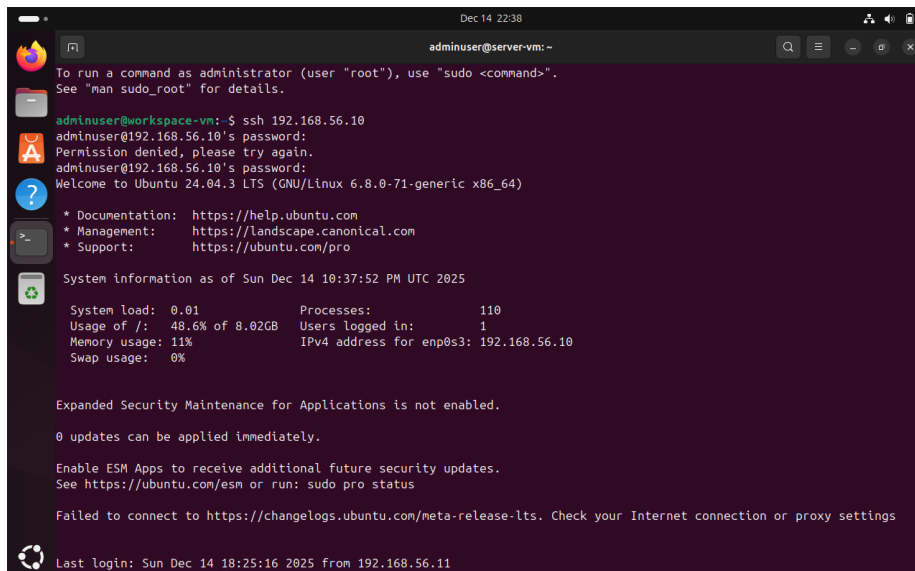 Dec 14 22:38
adminuser@server-vm: ~
To run a command as administrator (user "root"), use "sudo <command>".
See "man sudo_root" for details.
adminuser@workspace-vm:~$ ssh 192.168.56.10
adminuser@192.168.56.10's password:
Permission denied, please try again.
adminuser@192.168.56.10's password:
Welcome to Ubuntu 24.04.3 LTS (GNU/Linux 6.8.0-71-generic x86_64)
* Documentation:  https://help.ubuntu.com
* Management:     https://landscape.canonical.com
* Support:        https://ubuntu.com/pro
System information as of Sun Dec 14 10:37:52 PM UTC 2025
System load:  0.01               Processes:               110
Usage of /:   48.6% of 8.02GB    Users logged in:         1
Memory usage: 11%                IPv4 address for enp0s3: 192.168.56.10
Swap usage:   0%
Expanded Security Maintenance for Applications is not enabled.
0 updates can be applied immediately.
Enable ESM Apps to receive additional future security updates.
See https://ubuntu.com/esm or run: sudo pro status
Failed to connect to https://changelogs.ubuntu.com/meta-release-lts. Check your Internet connection or proxy settings
Last login: Sun Dec 14 18:25:16 2025 from 192.168.56.11